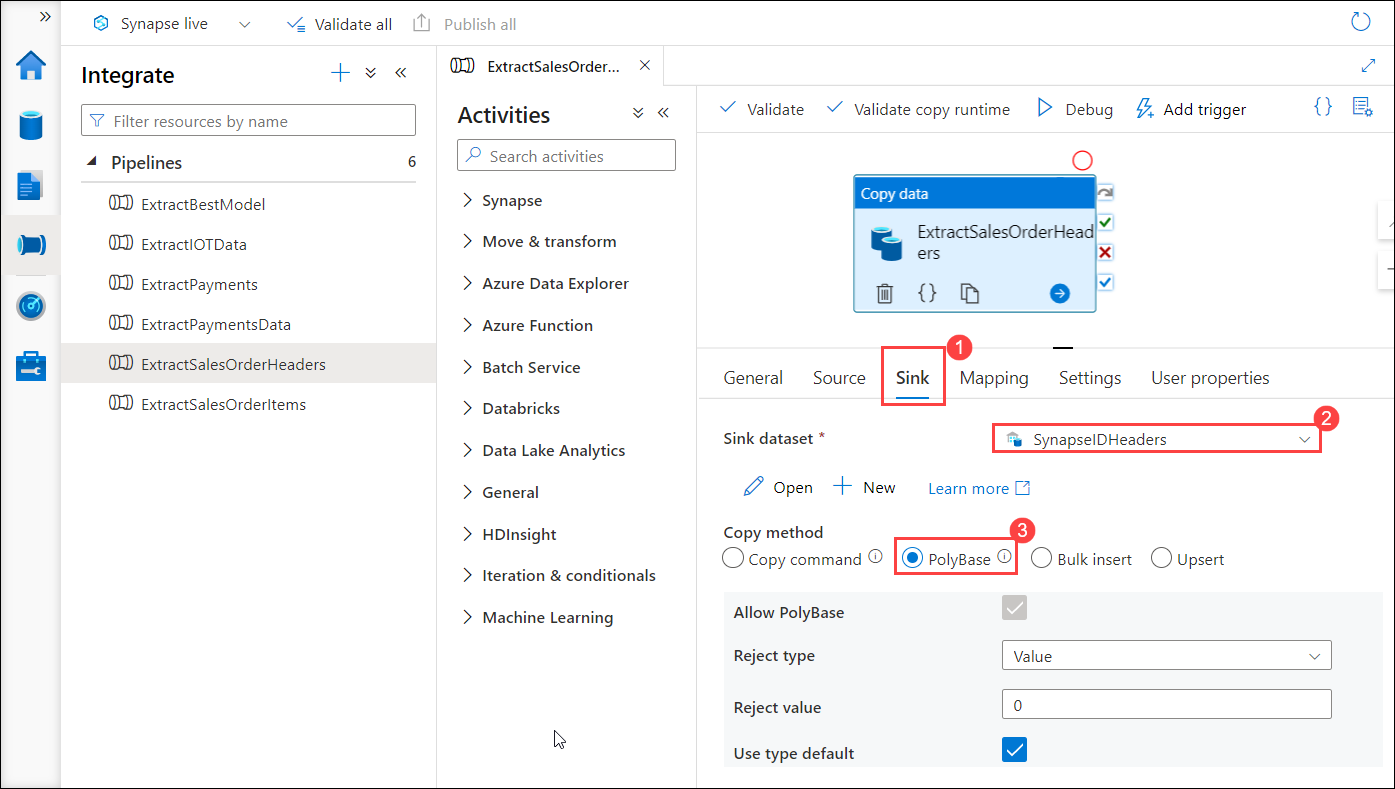 Synapse live
Validate all
Publish all
Integrate
Filter resources by name
Pipelines 6
ExtractBestModel
ExtractIOTData
ExtractPayments
ExtractPaymentsData
ExtractSalesOrderHeaders
ExtractSalesOrderItems
ExtractSalesOrder...
Activities
Search activities
Synapse
Move & transform
Azure Data Explorer
Azure Function
Batch Service
Databricks
Data Lake Analytics
General
HDInsight
Iteration & conditionals
Machine Learning
Validate Validate copy runtime Debug Add trigger
Copy data
ExtractSalesOrderHead
ers
1
General Source Sink Mapping Settings User properties
2
Sink dataset * SynapseIDHeaders
Open New Learn more
Copy method
3
Copy command PolyBase Bulk insert Upsert
Allow PolyBase
Reject type Value
Reject value 0
Use type default